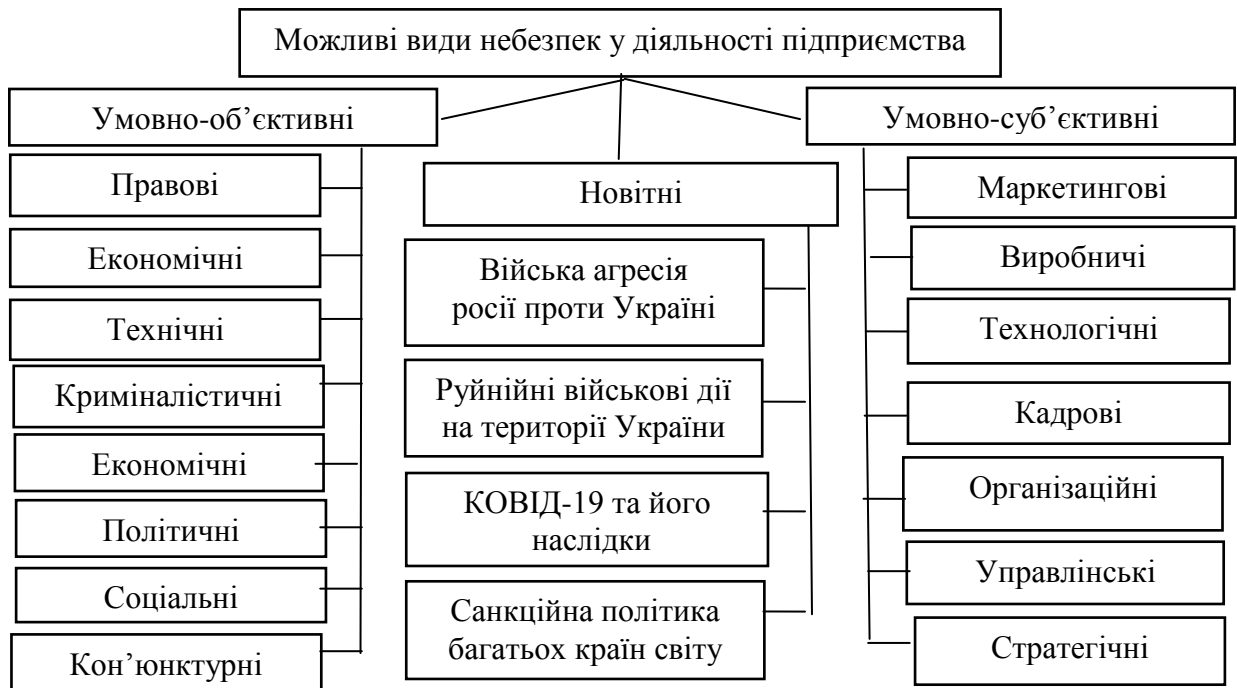 Можливі види небезпек у діяльності підприємства
Умовно-об’єктивні
Правові
Економічні
Технічні
Криміналістичні
Економічні
Політичні
Соціальні
Кон’юнктурні
Новітні
Війська агресія
росії проти Україні
Руйнійні військові дії
на території України
КОВІД-19 та його
наслідки
Санкційна політика
багатьох країн світу
Умовно-суб’єктивні
Маркетингові
Виробничі
Технологічні
Кадрові
Організаційні
Управлінські
Стратегічні